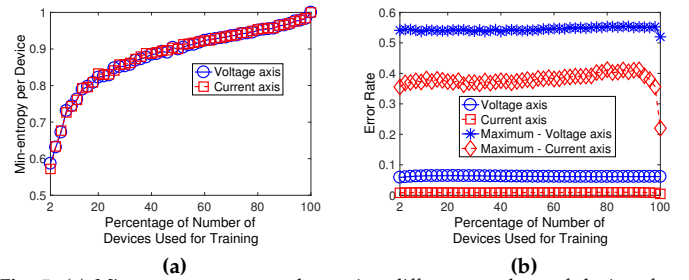 Min-entropy per Device
1
0.9
0.8
0.7
0.6
0.5
2
20
40
60
80
100
Voltage axis
Current axis
Percentage of Number of
Devices Used for Training
(a)
Error Rate
0.6
0.5
0.4
0.3
0.2
0.1
0
2
20
40
60
80
100
Voltage axis
Current axis
Maximum - Voltage axis
Maximum - Current axis
Percentage of Number of
Devices Used for Training
(b)